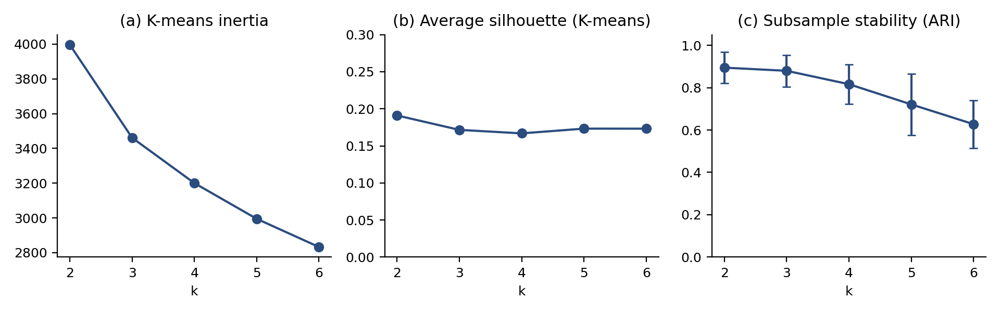 (a) K-means inertia
4000
3800
3600
3400
3200
3000
2800
2 3 4 5 6
k
(b) Average silhouette (K-means)
0.30
0.25
0.20
0.15
0.10
0.05
0.00
2 3 4 5 6
k
(c) Subsample stability (ARI)
1.0
0.8
0.6
0.4
0.2
0.0
2 3 4 5 6
k